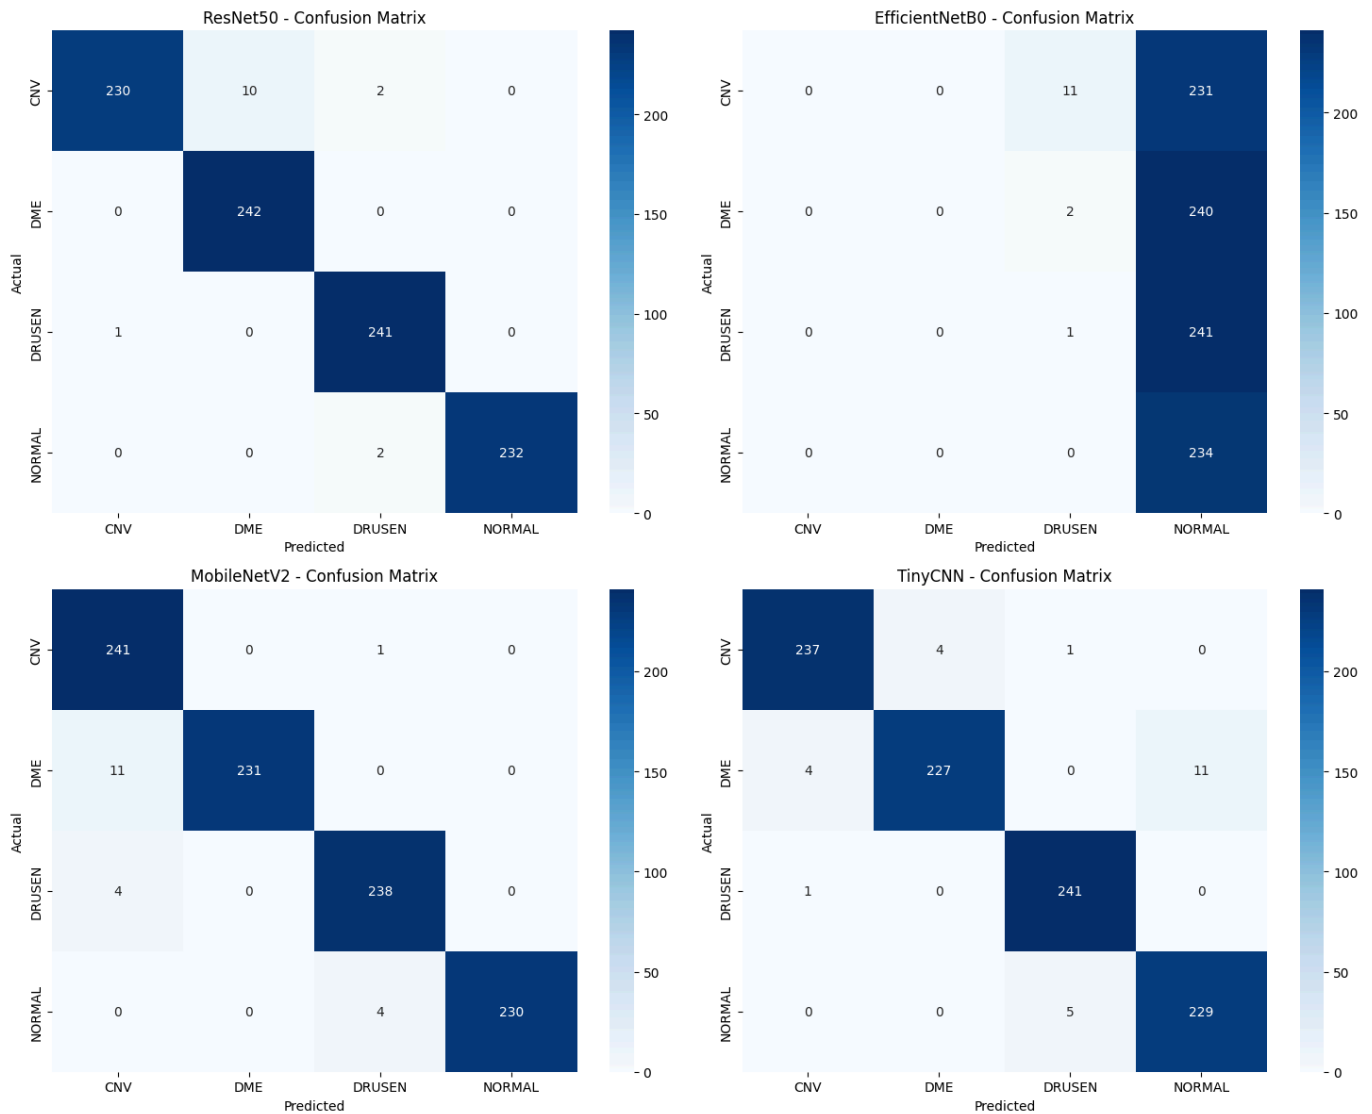 ResNet50 - Confusion Matrix
CNV 230 10 2 0
DME 0 242 0 0
DRUSEN 1 0 241 0
NORMAL 0 0 2 232
Actual
CNV DME DRUSEN NORMAL
Predicted
200
150
100
50
0
EfficientNetB0 - Confusion Matrix
CNV 0 0 11 231
DME 0 0 2 240
DRUSEN 0 0 1 241
NORMAL 0 0 0 234
Actual
CNV DME DRUSEN NORMAL
Predicted
200
150
100
50
0
MobileNetV2 - Confusion Matrix
CNV 241 0 1 0
DME 11 231 0 0
DRUSEN 4 0 238 0
NORMAL 0 0 4 230
Actual
CNV DME DRUSEN NORMAL
Predicted
200
150
100
50
0
TinyCNN - Confusion Matrix
CNV 237 4 1 0
DME 4 227 0 11
DRUSEN 1 0 241 0
NORMAL 0 0 5 229
Actual
CNV DME DRUSEN NORMAL
Predicted
200
150
100
50
0